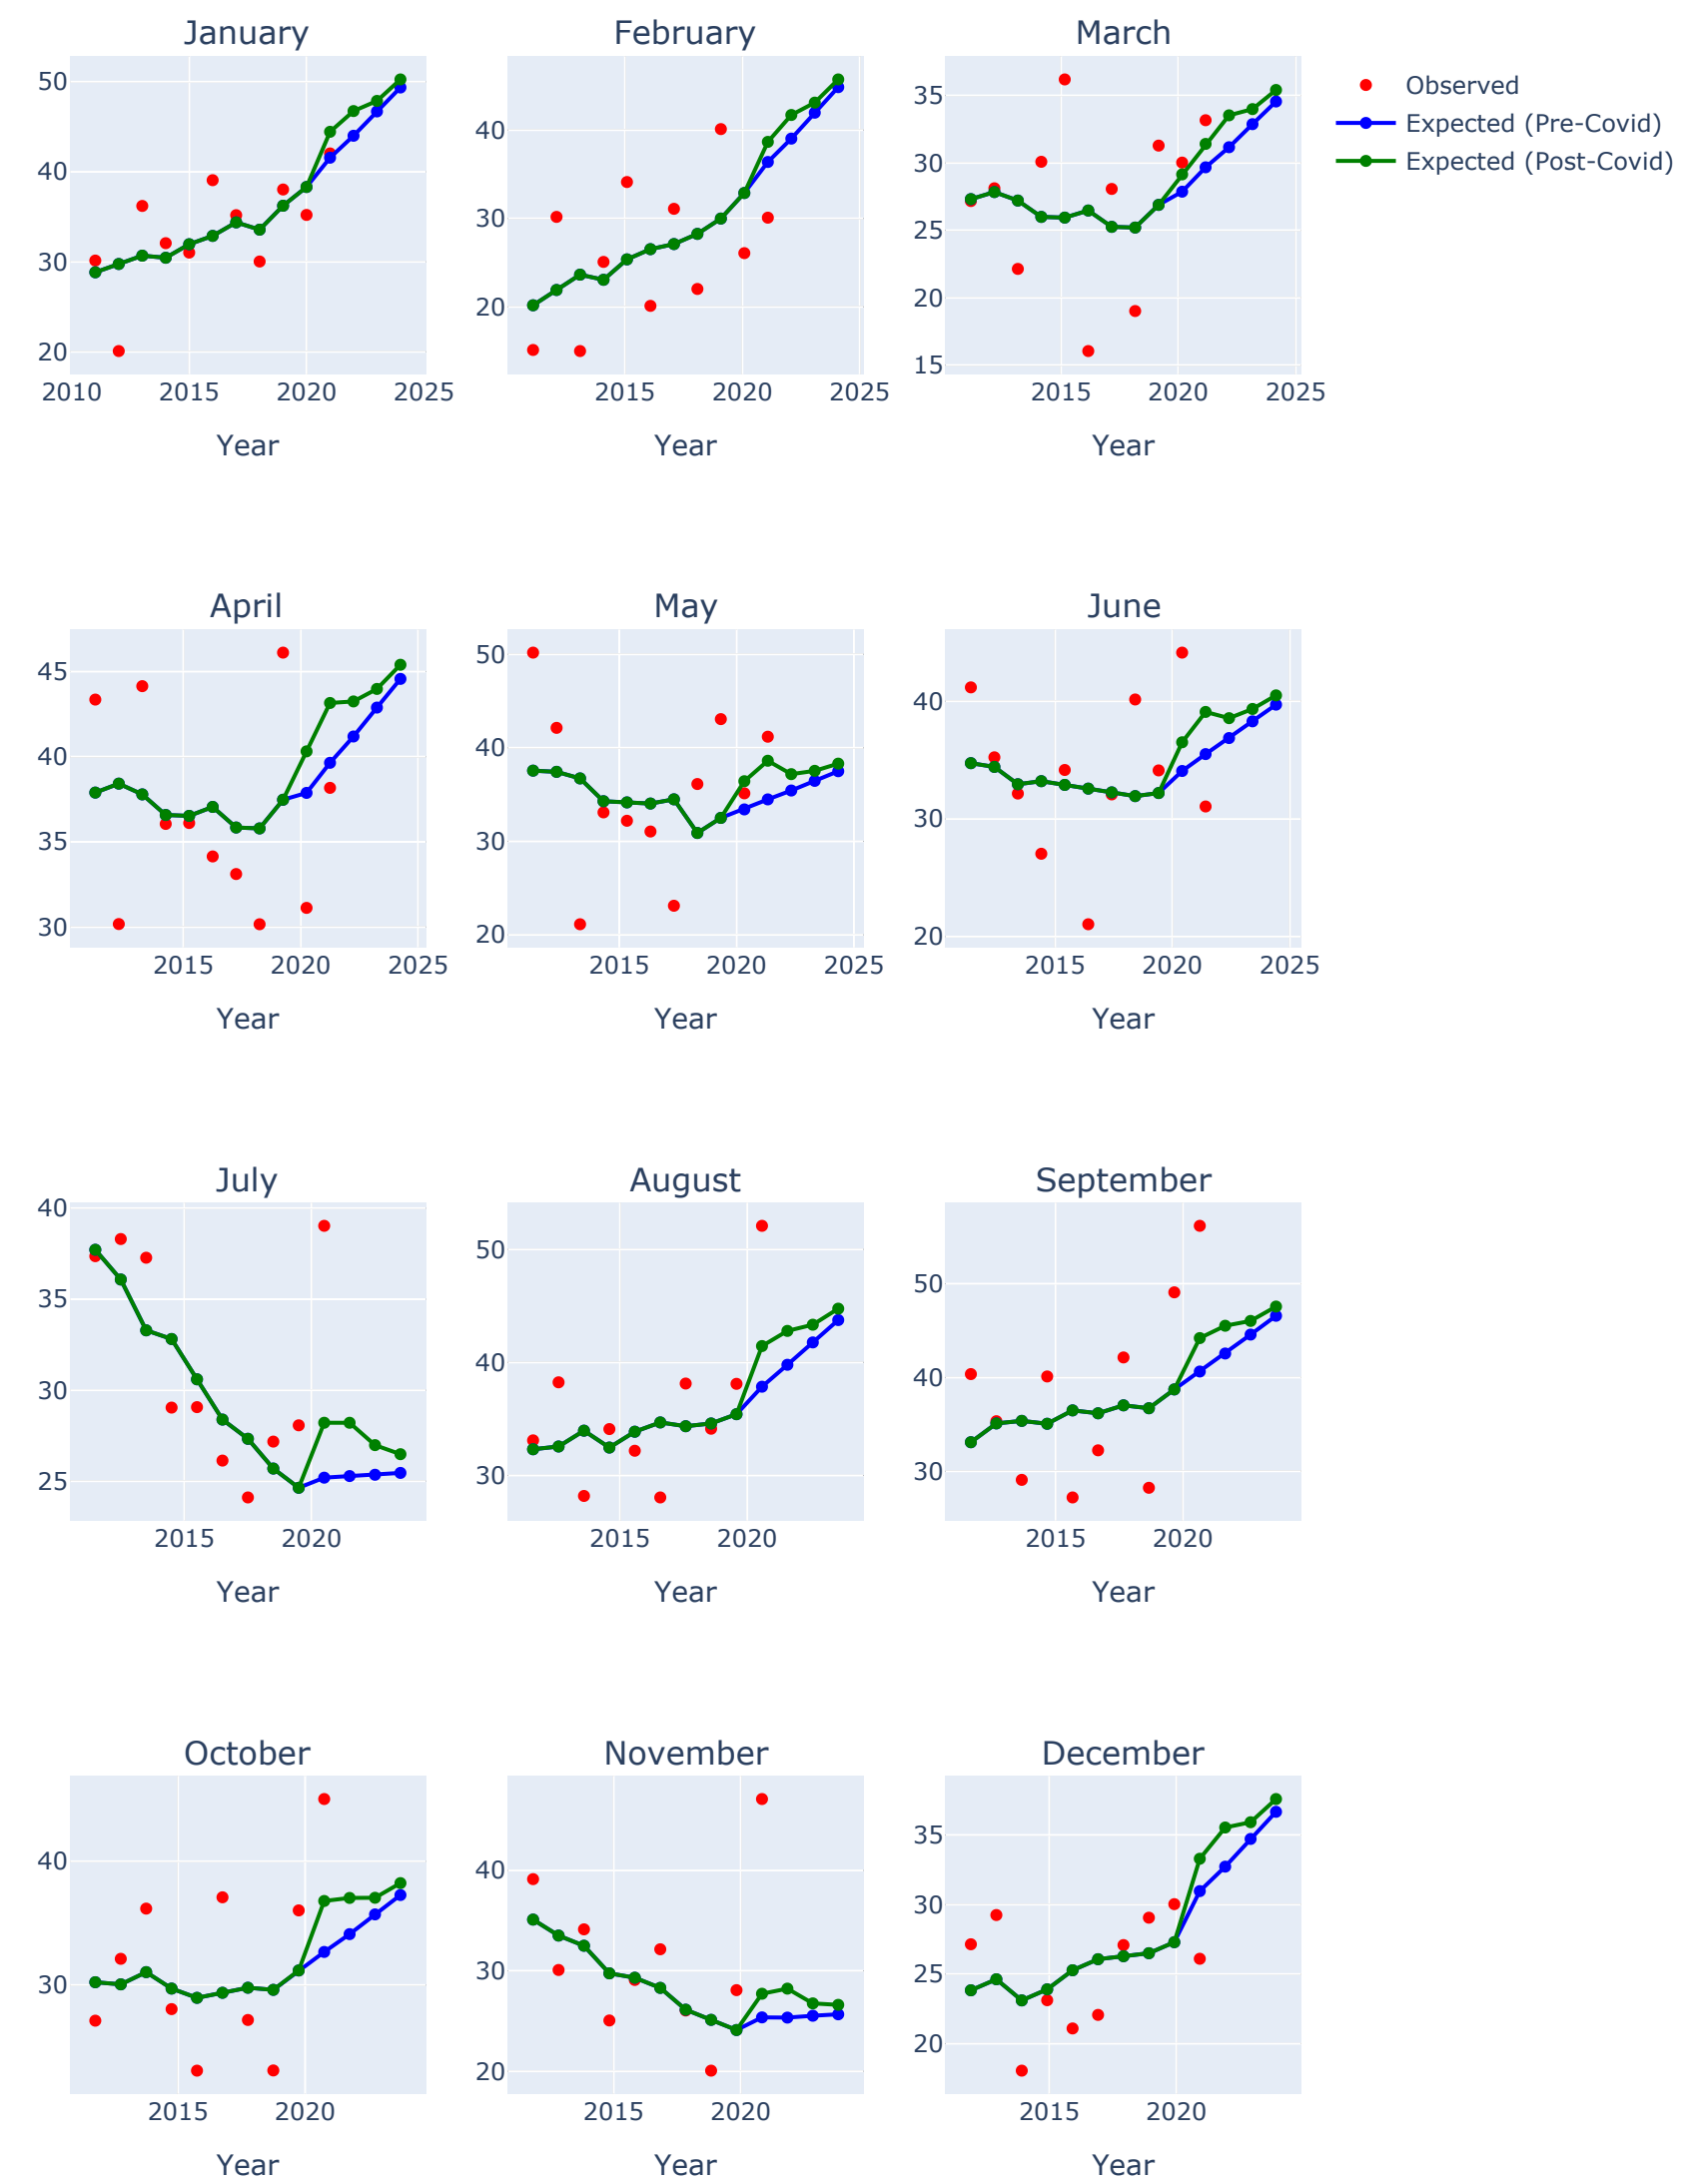 January February March
50
40
30
20
2010 2015 2020 2025
Year
40
30
20
2015 2020 2025
Year
35
30
25
20
15
2015 2020 2025
Year
Observed
Expected (Pre-Covid)
Expected (Post-Covid)
April May June
45
40
35
30
2015 2020 2025
Year
50
40
30
20
2015 2020 2025
Year
40
30
20
2015 2020 2025
Year
July August September
40
35
30
25
2015 2020
Year
50
40
30
2015 2020
Year
50
40
30
2015 2020
Year
October November December
40
30
2015 2020
Year
40
30
20
2015 2020
Year
35
30
25
20
2015 2020
Year